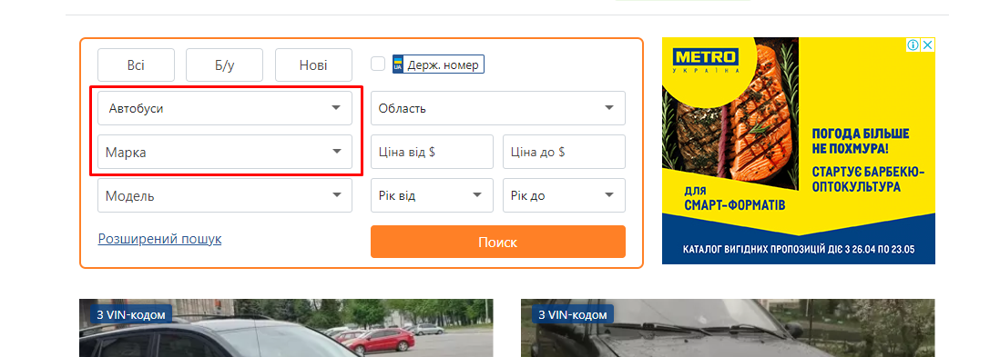 Всі
Б/у
Нові
UA Держ. номер
Автобуси
Область
Марка
Ціна від $
Ціна до $
Модель
Рік від
Рік до
Розширений пошук
Поиск
METRO
УКРАЇНА
ПОГОДА БІЛЬШЕ
НЕ ПОХМУРА!
СТАРТУЄ БАРБЕКЮ-
ОПТОКУЛЬТУРА
ДЛЯ
СМАРТ-ФОРМАТІВ
КАТАЛОГ ВИГІДНИХ ПРОПОЗИЦІЙ ДІЄ З 26.04 ПО 23.05
З VIN-кодом
З VIN-кодом